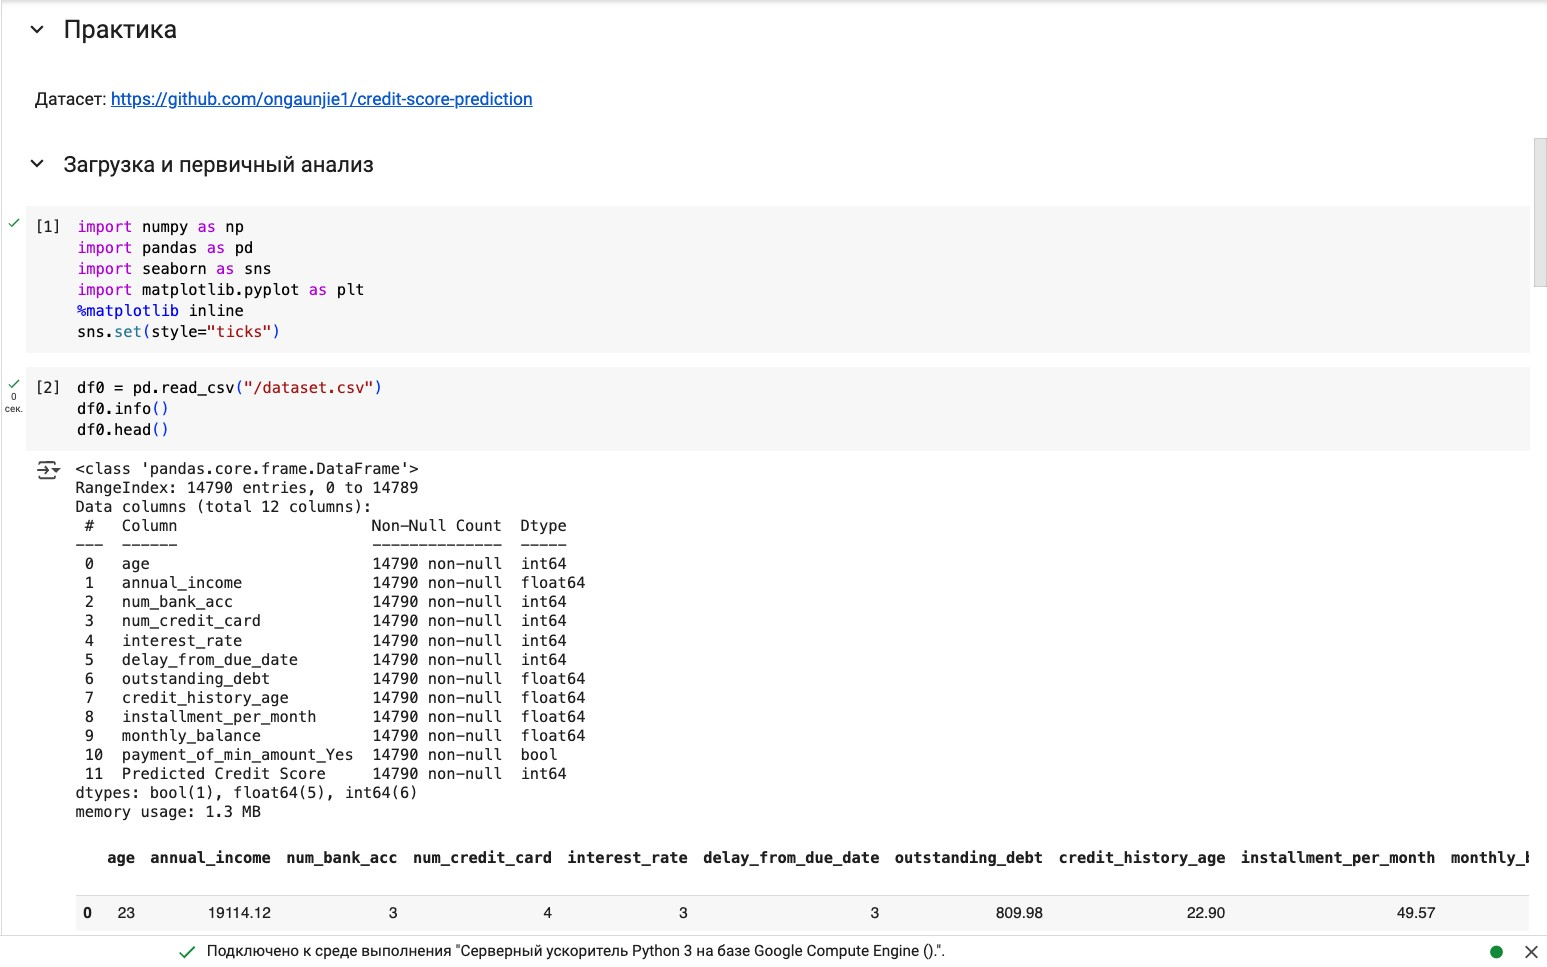 Практика
Датасет: https://github.com/ongaunjie1/credit-score-prediction
Загрузка и первичный анализ
[1] import numpy as np
import pandas as pd
import seaborn as sns
import matplotlib.pyplot as plt
%matplotlib inline
sns.set(style="ticks")
0
сек.
[2] df0 = pd.read_csv("/dataset.csv")
df0.info()
df0.head()
<class 'pandas.core.frame.DataFrame'>
RangeIndex: 14790 entries, 0 to 14789
Data columns (total 12 columns):
#   Column                     Non-Null Count  Dtype
---  ------                     --------------  -----
0   age                        14790 non-null  int64
1   annual_income              14790 non-null  float64
2   num_bank_acc               14790 non-null  int64
3   num_credit_card            14790 non-null  int64
4   interest_rate              14790 non-null  int64
5   delay_from_due_date        14790 non-null  int64
6   outstanding_debt           14790 non-null  float64
7   credit_history_age         14790 non-null  float64
8   installment_per_month      14790 non-null  float64
9   monthly_balance            14790 non-null  float64
10  payment_of_min_amount_Yes  14790 non-null  bool
11  Predicted Credit Score     14790 non-null  int64
dtypes: bool(1), float64(5), int64(6)
memory usage: 1.3 MB
age annual_income num_bank_acc num_credit_card interest_rate delay_from_due_date outstanding_debt credit_history_age installment_per_month
0 23 19114.12 3 4 3 3 809.98 22.90 49.57
Подключено к среде выполнения "Серверный ускоритель Python 3 на базе Google Compute Engine ().".